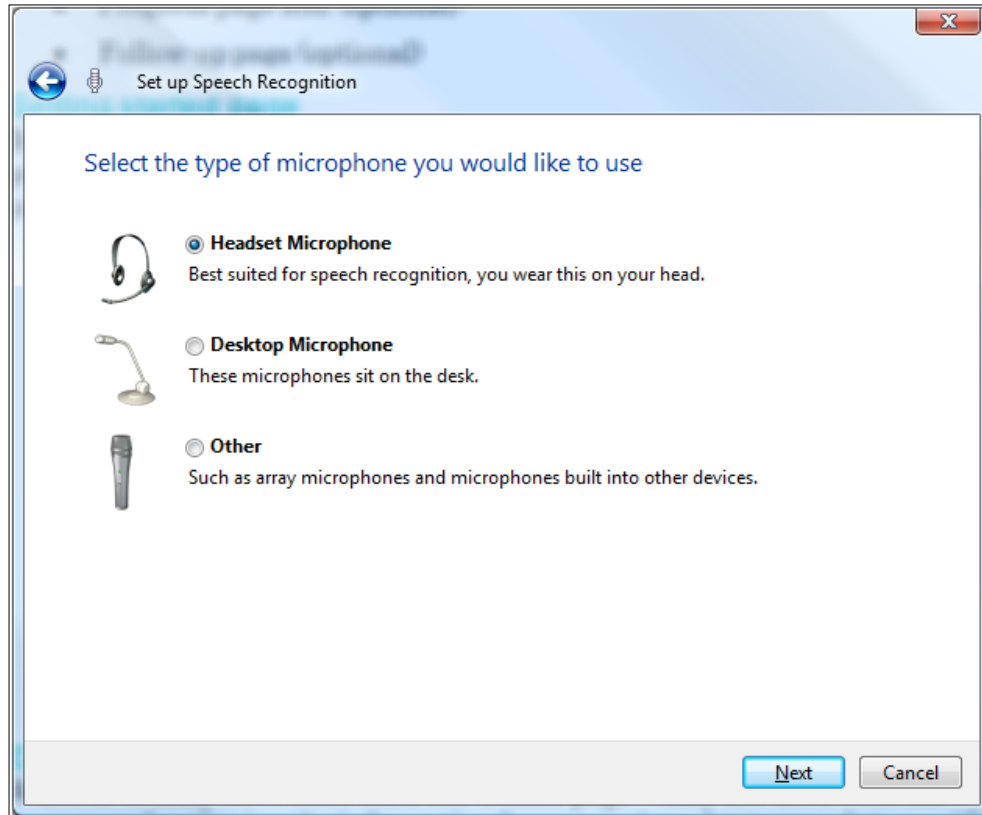 Set up Speech Recognition
Select the type of microphone you would like to use
Headset Microphone
Best suited for speech recognition, you wear this on your head.
Desktop Microphone
These microphones sit on the desk.
Other
Such as array microphones and microphones built into other devices.
Next Cancel